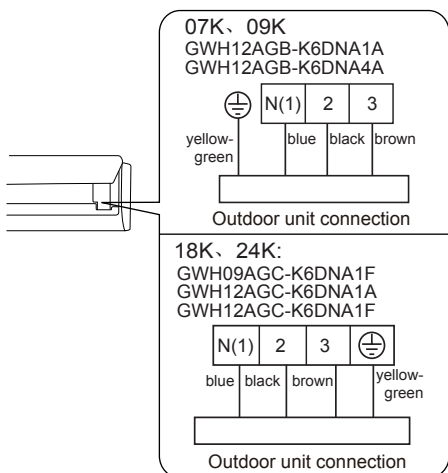 07K、09K
GWH12AGB-K6DNA1A
GWH12AGB-K6DNA4A
N(1) 2 3
yellow-
green
blue black brown
Outdoor unit connection
18K、24K:
GWH09AGC-K6DNA1F
GWH12AGC-K6DNA1A
GWH12AGC-K6DNA1F
N(1) 2 3
blue black brown yellow-
green
Outdoor unit connection